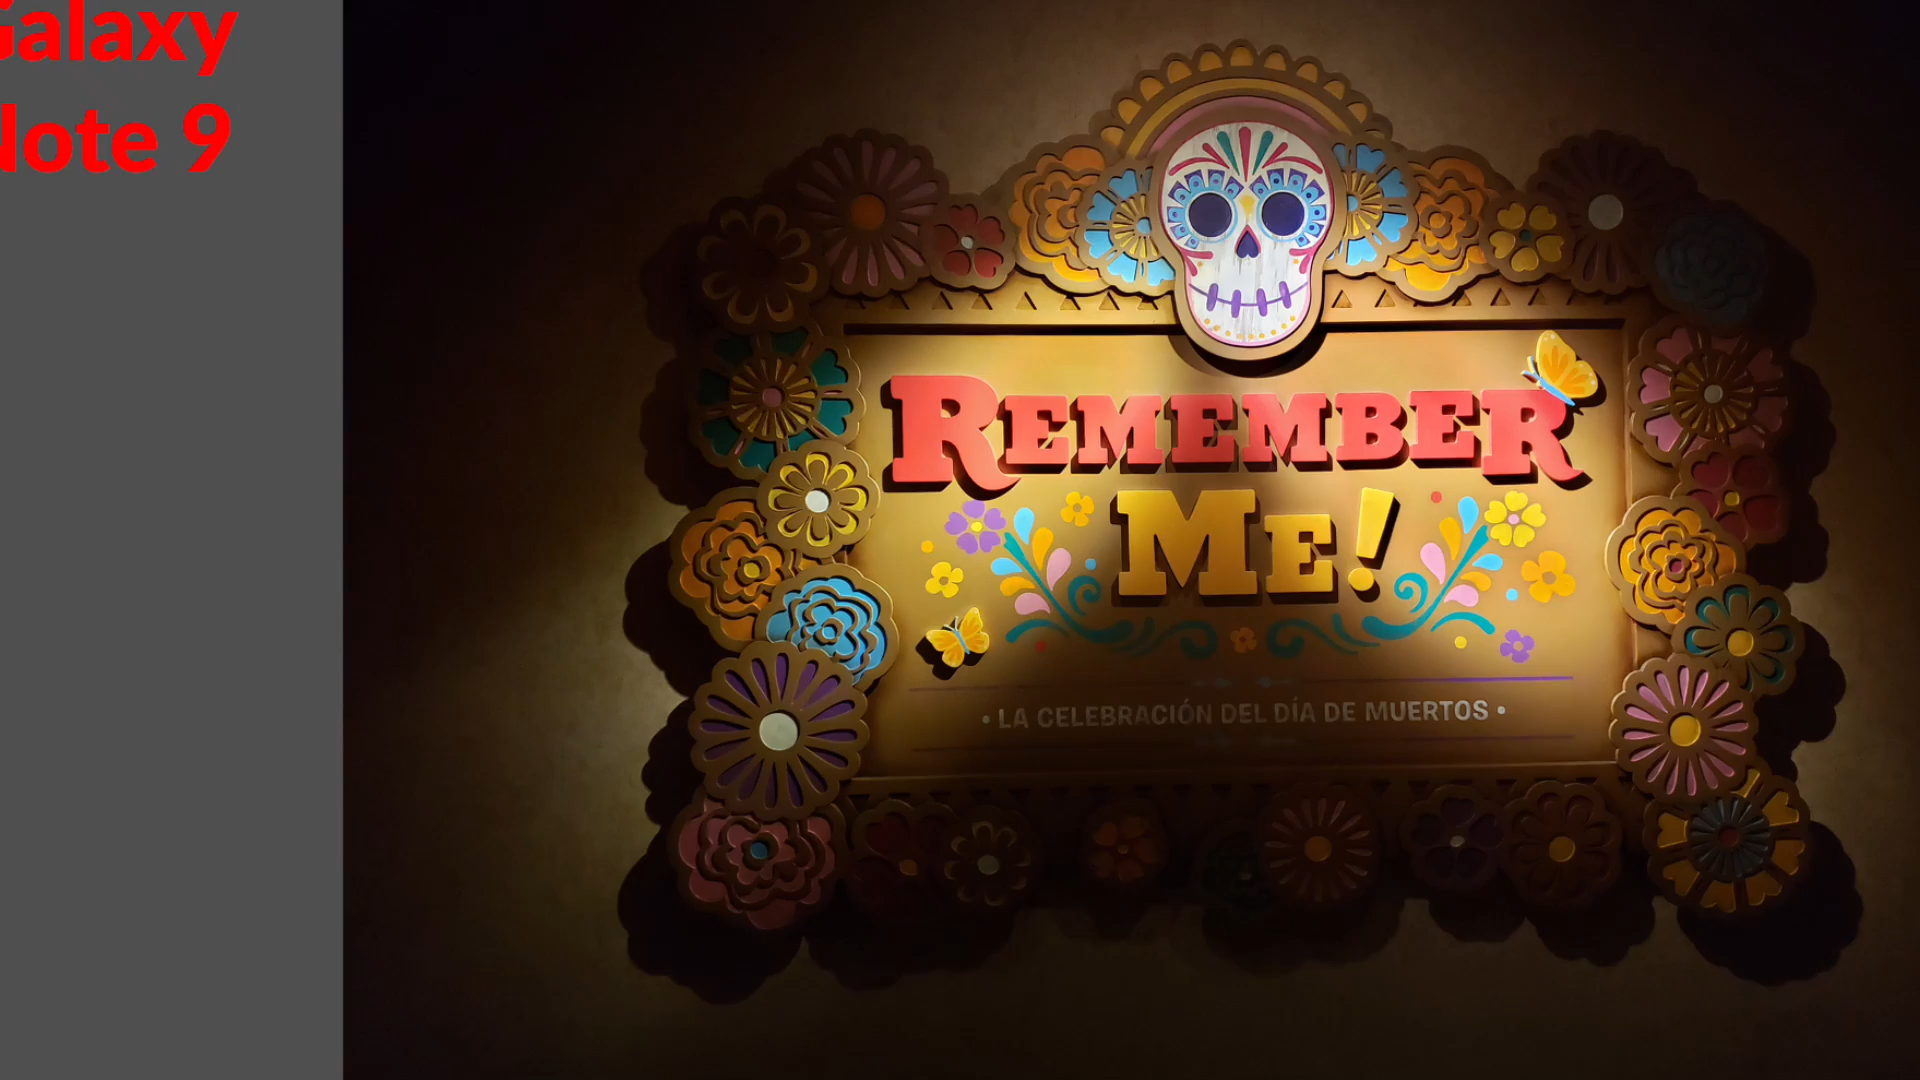 Galaxy
Note 9
REMEMBER
ME!
• LA CELEBRACIÓN DEL DÍA DE MUERTOS •